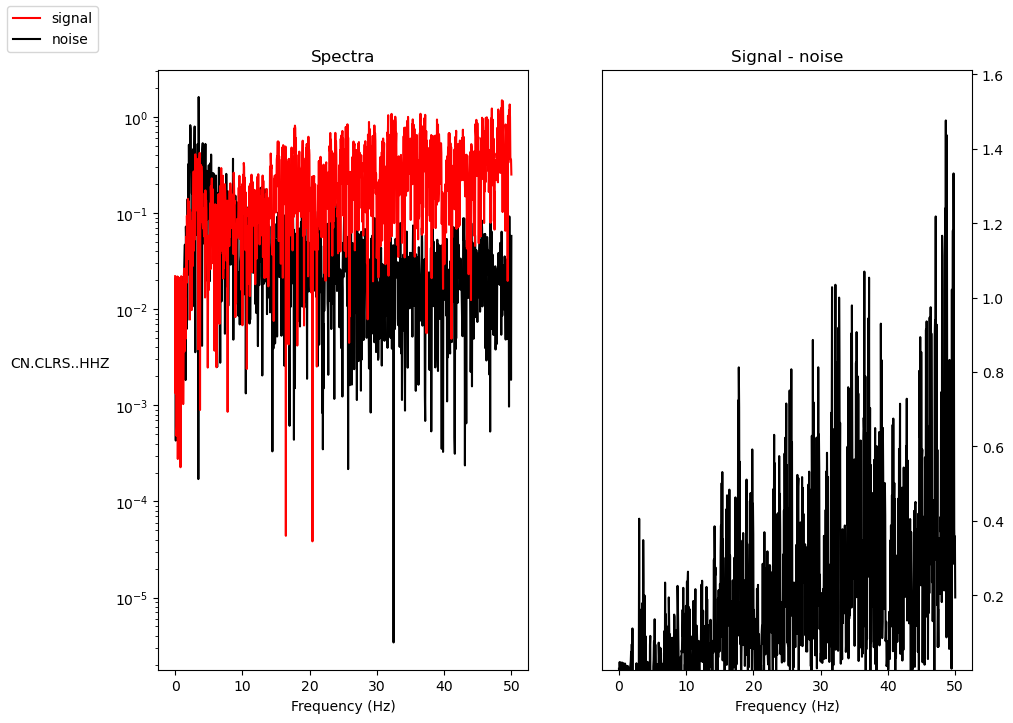 signal
noise
Spectra
Signal - noise
10⁰
10⁻¹
10⁻²
10⁻³
10⁻⁴
10⁻⁵
CN.CLRS..HHZ
0 10 20 30 40 50
Frequency (Hz)
1.6
1.4
1.2
1.0
0.8
0.6
0.4
0.2
0 10 20 30 40 50
Frequency (Hz)